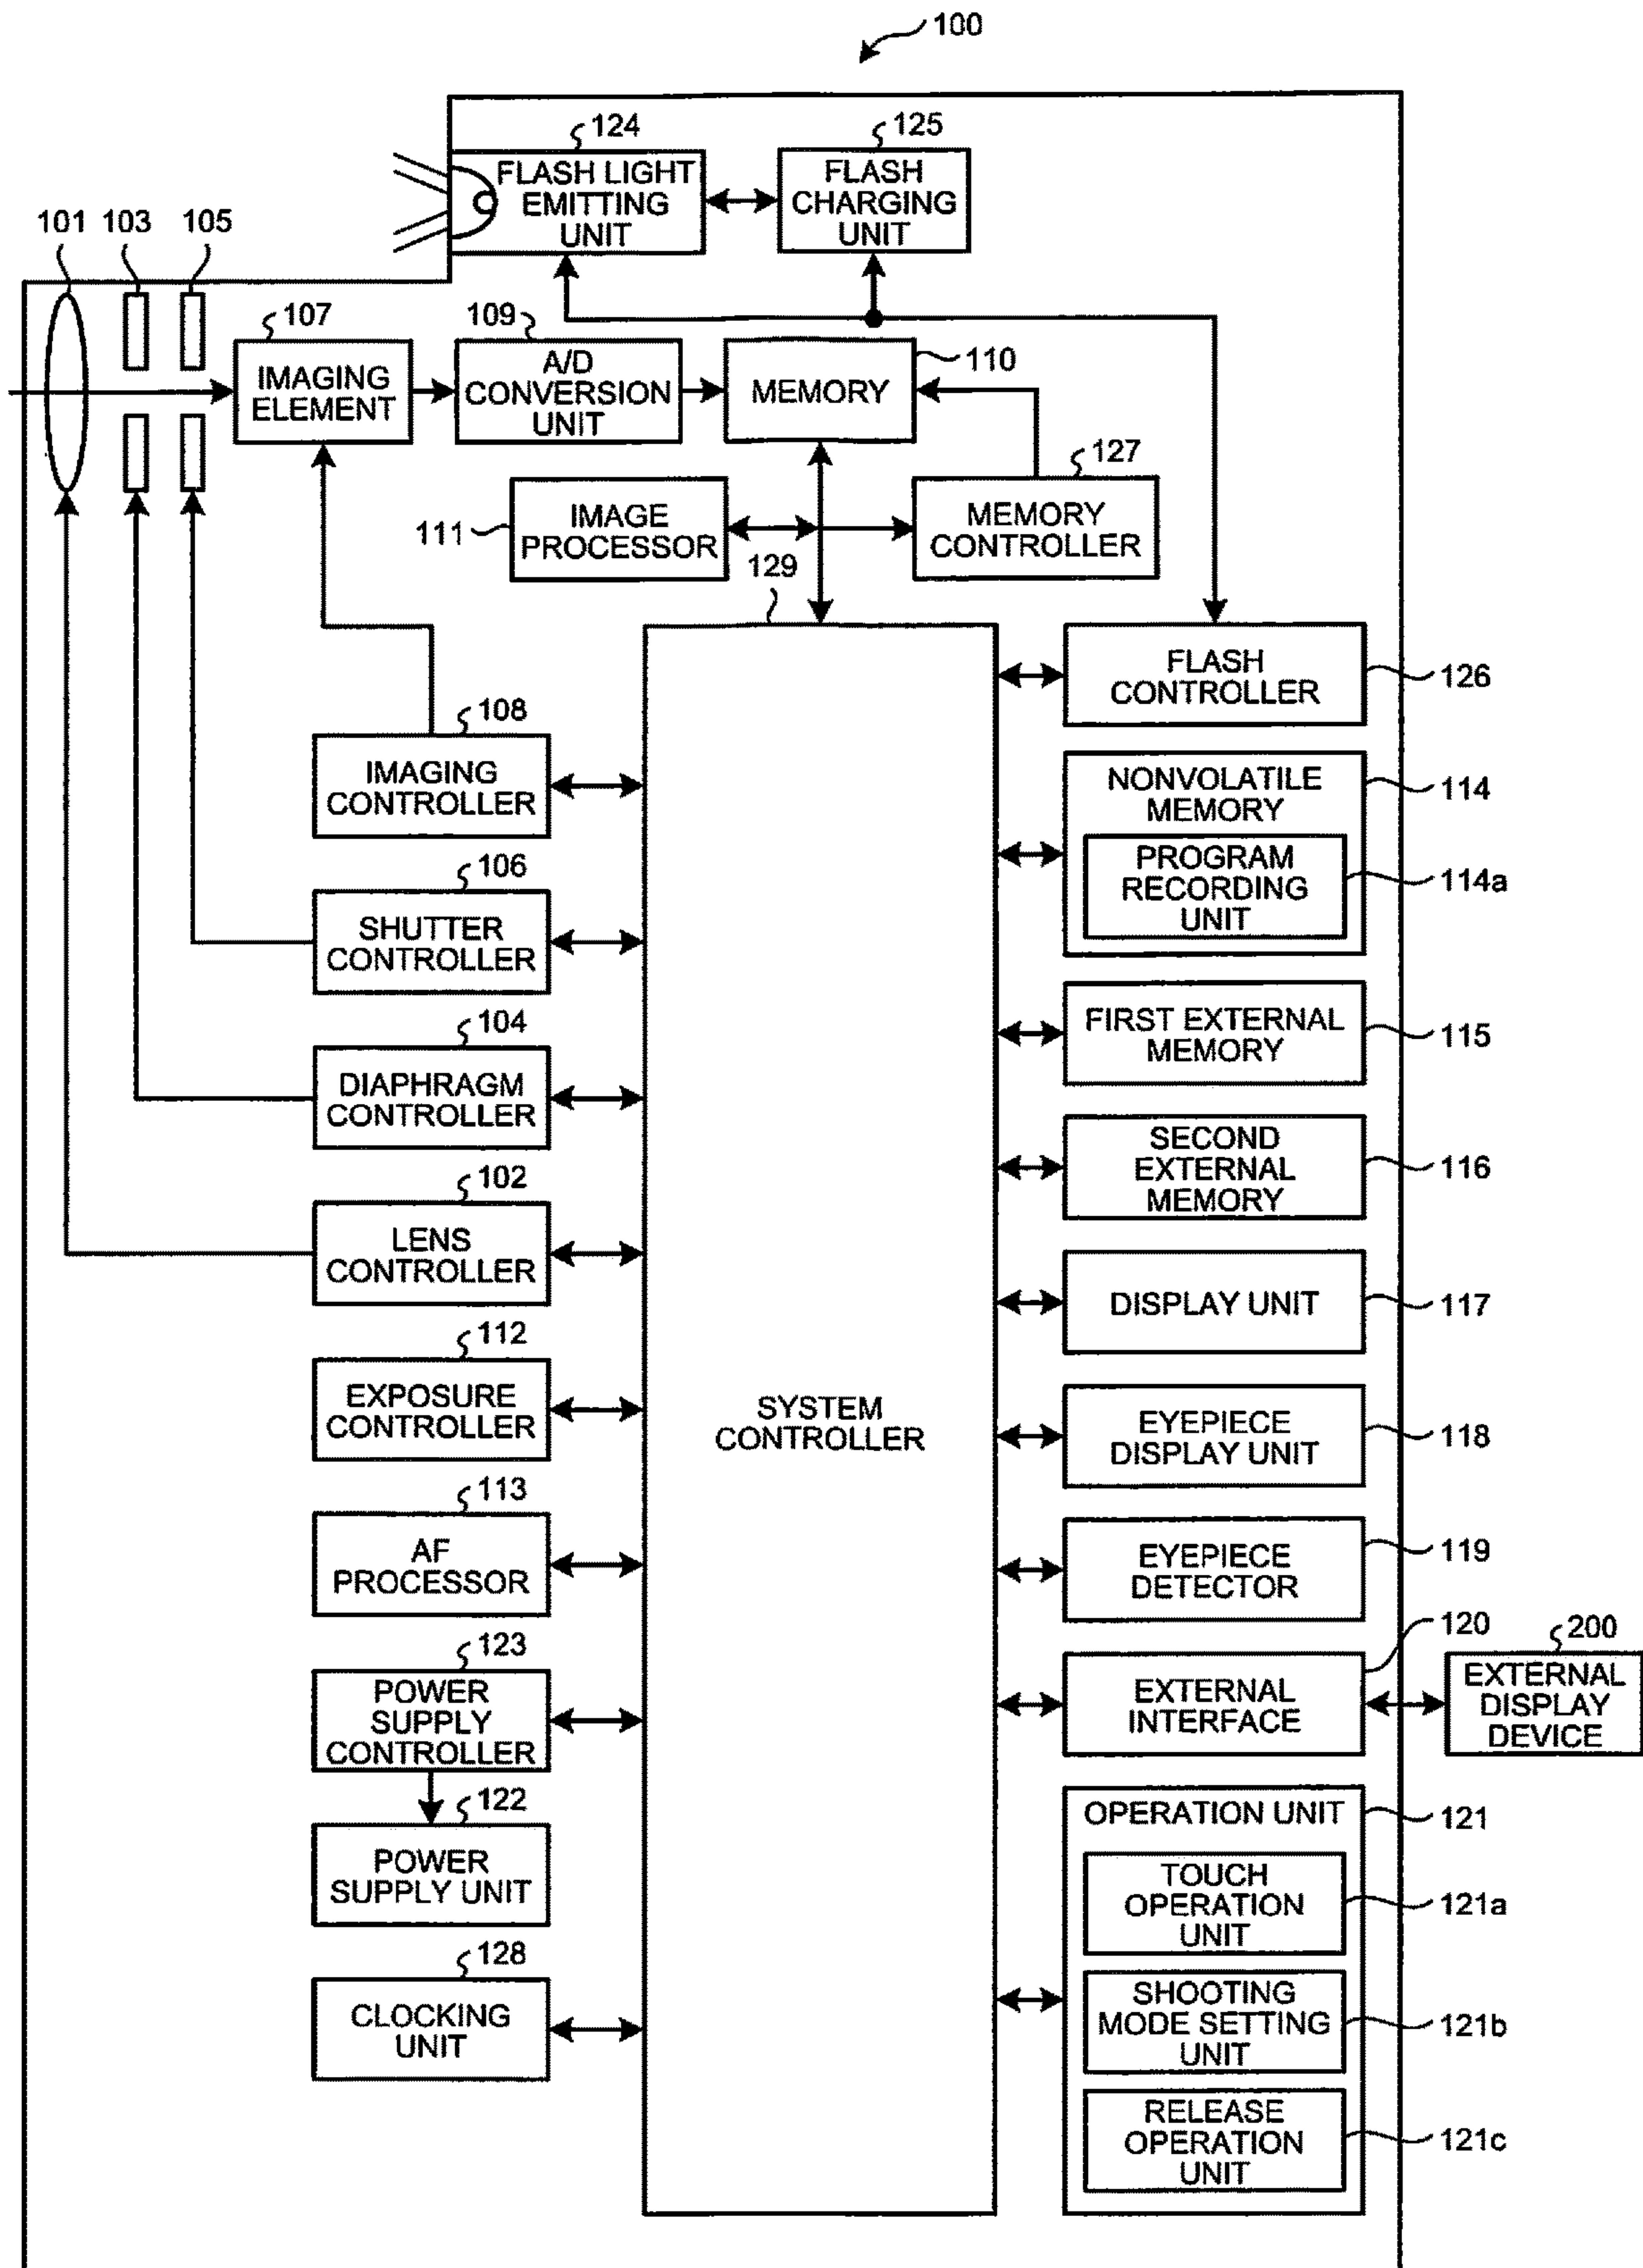 100
124
FLASH LIGHT
EMITTING
UNIT
125
FLASH
CHARGING
UNIT
101
103
105
107
IMAGING
ELEMENT
109
A/D
CONVERSION
UNIT
MEMORY
110
111
IMAGE
PROCESSOR
127
MEMORY
CONTROLLER
129
SYSTEM
CONTROLLER
108
IMAGING
CONTROLLER
106
SHUTTER
CONTROLLER
104
DIAPHRAGM
CONTROLLER
102
LENS
CONTROLLER
112
EXPOSURE
CONTROLLER
113
AF
PROCESSOR
123
POWER
SUPPLY
CONTROLLER
122
POWER
SUPPLY UNIT
128
CLOCKING
UNIT
FLASH
CONTROLLER
126
NONVOLATILE
MEMORY
114
PROGRAM
RECORDING
UNIT
114a
FIRST EXTERNAL
MEMORY
115
SECOND
EXTERNAL
MEMORY
116
DISPLAY UNIT
117
EYEPIECE
DISPLAY UNIT
118
EYEPIECE
DETECTOR
119
EXTERNAL
INTERFACE
120
200
EXTERNAL
DISPLAY
DEVICE
OPERATION UNIT
121
TOUCH
OPERATION
UNIT
121a
SHOOTING
MODE SETTING
UNIT
121b
RELEASE
OPERATION
UNIT
121c